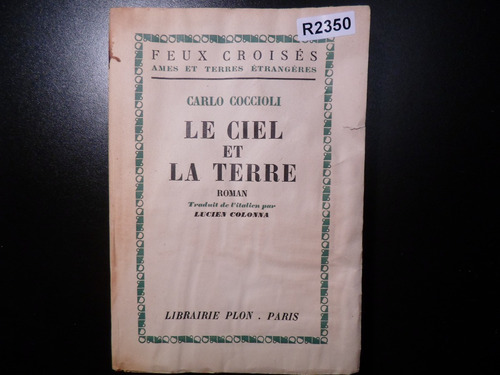 R2350
FEUX CROISÉS
AMES ET TERRES ÉTRANGÈRES
CARLO COCCIOLI
LE CIEL
ET
LA TERRE
ROMAN
Traduit de l'italien par
LUCIEN COLONNA
LIBRAIRIE PLON . PARIS